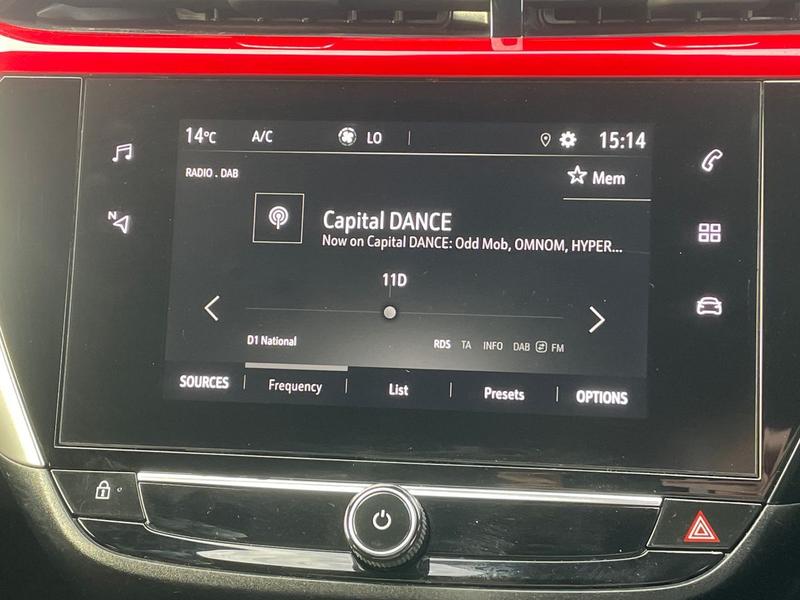 14°C A/C LO 15:14
RADIO . DAB
Mem
N
Capital DANCE
Now on Capital DANCE: Odd Mob, OMNOM, HYPER...
11D
D1 National RDS TA INFO DAB FM
SOURCES Frequency List Presets OPTIONS